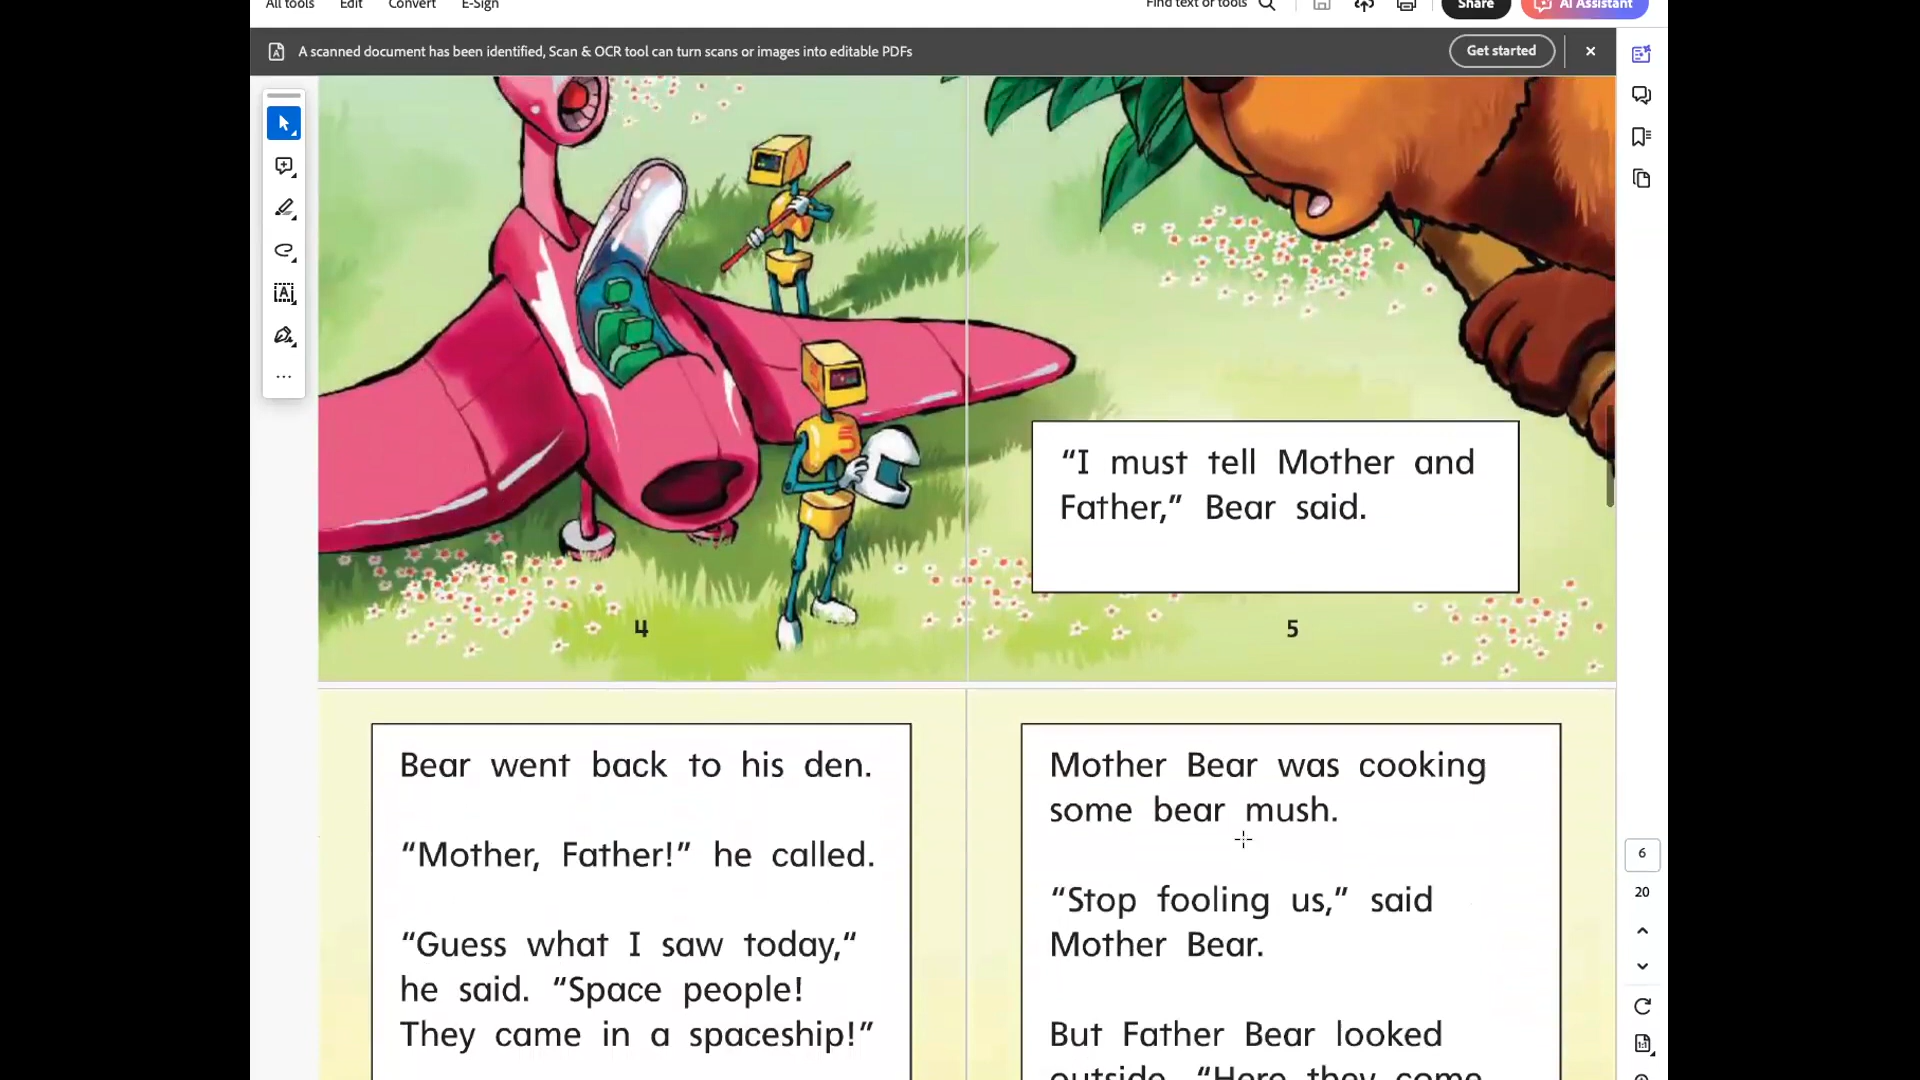 All tools Edit Convert E-Sign Find text or tools Share AI Assistant
A scanned document has been identified, Scan & OCR tool can turn scans or images into editable PDFs Get started
“I must tell Mother and
Father,” Bear said.
4
5
Bear went back to his den.
“Mother, Father!” he called.
“Guess what I saw today,“
he said. “Space people!
They came in a spaceship!”
Mother Bear was cooking
some bear mush.
“Stop fooling us,” said
Mother Bear.
But Father Bear looked
outside. “Here they come
6
20